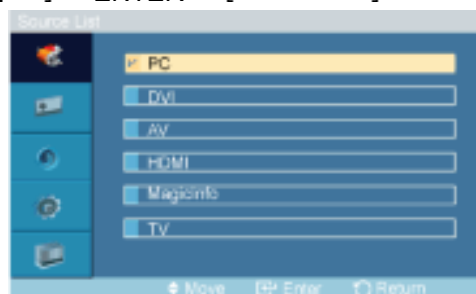 Source List
PC
DVI
AV
HDMI
MagicInfo
TV
Move Enter Return